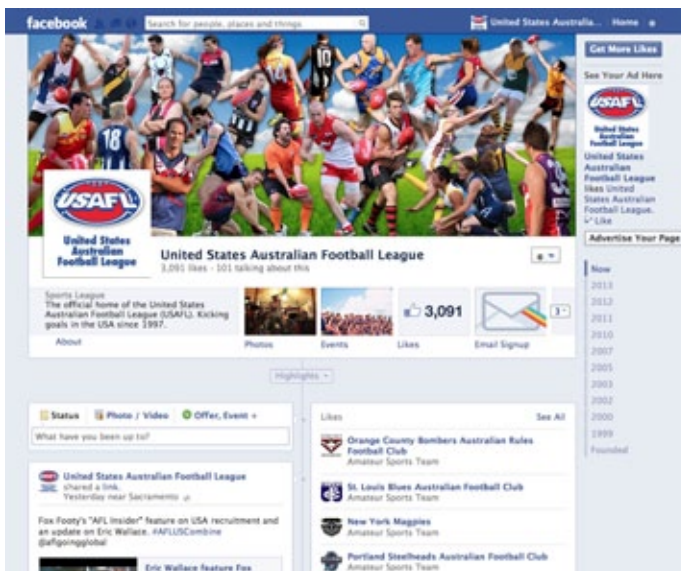 facebook
Search for people, places and things
United States Australia... Home
Get More Likes
See Your Ad Here
USAFL
United States
Australian
Football League
United States
Australian
Football League
likes United
States Australian
Football League.
Like
Advertise Your Page
14
10
18
USAFL
United States
Australian
Football League
United States Australian Football League
3,091 likes · 101 talking about this
Sports League
The official home of the United States
Australian Football League (USAFL). Kicking
goals in the USA since 1997.
About
3,091
Photos
Events
Likes
Email Signup
Now
2013
2012
2011
2010
2007
2005
2003
2002
2000
1999
Founded
Highlights
Status
Photo / Video
Offer, Event +
What have you been up to?
United States Australian Football League
shared a link.
Yesterday near Sacramento
Fox Footy's "AFL Insider" feature on USA recruitment and
an update on Eric Wallace. #AFLUSCombine
@aflgoingglobal
Eric Wallace feature Fox
Likes
See All
Orange County Bombers Australian Rules
Football Club
Amateur Sports Team
St. Louis Blues Australian Football Club
Amateur Sports Team
New York Magpies
Amateur Sports Team
Portland Steelheads Australian Football Club
Amateur Sports Team